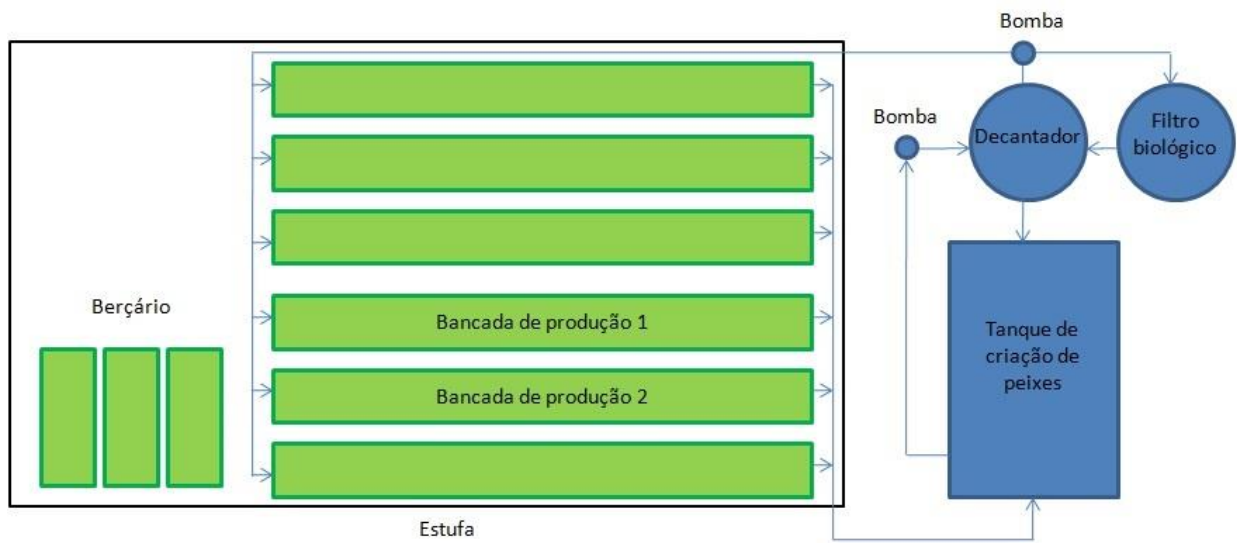 Bomba
Bomba
Decantador
Filtro
biológico
Berçário
Bancada de produção 1
Tanque de
criação de
peixes
Bancada de produção 2
Estufa